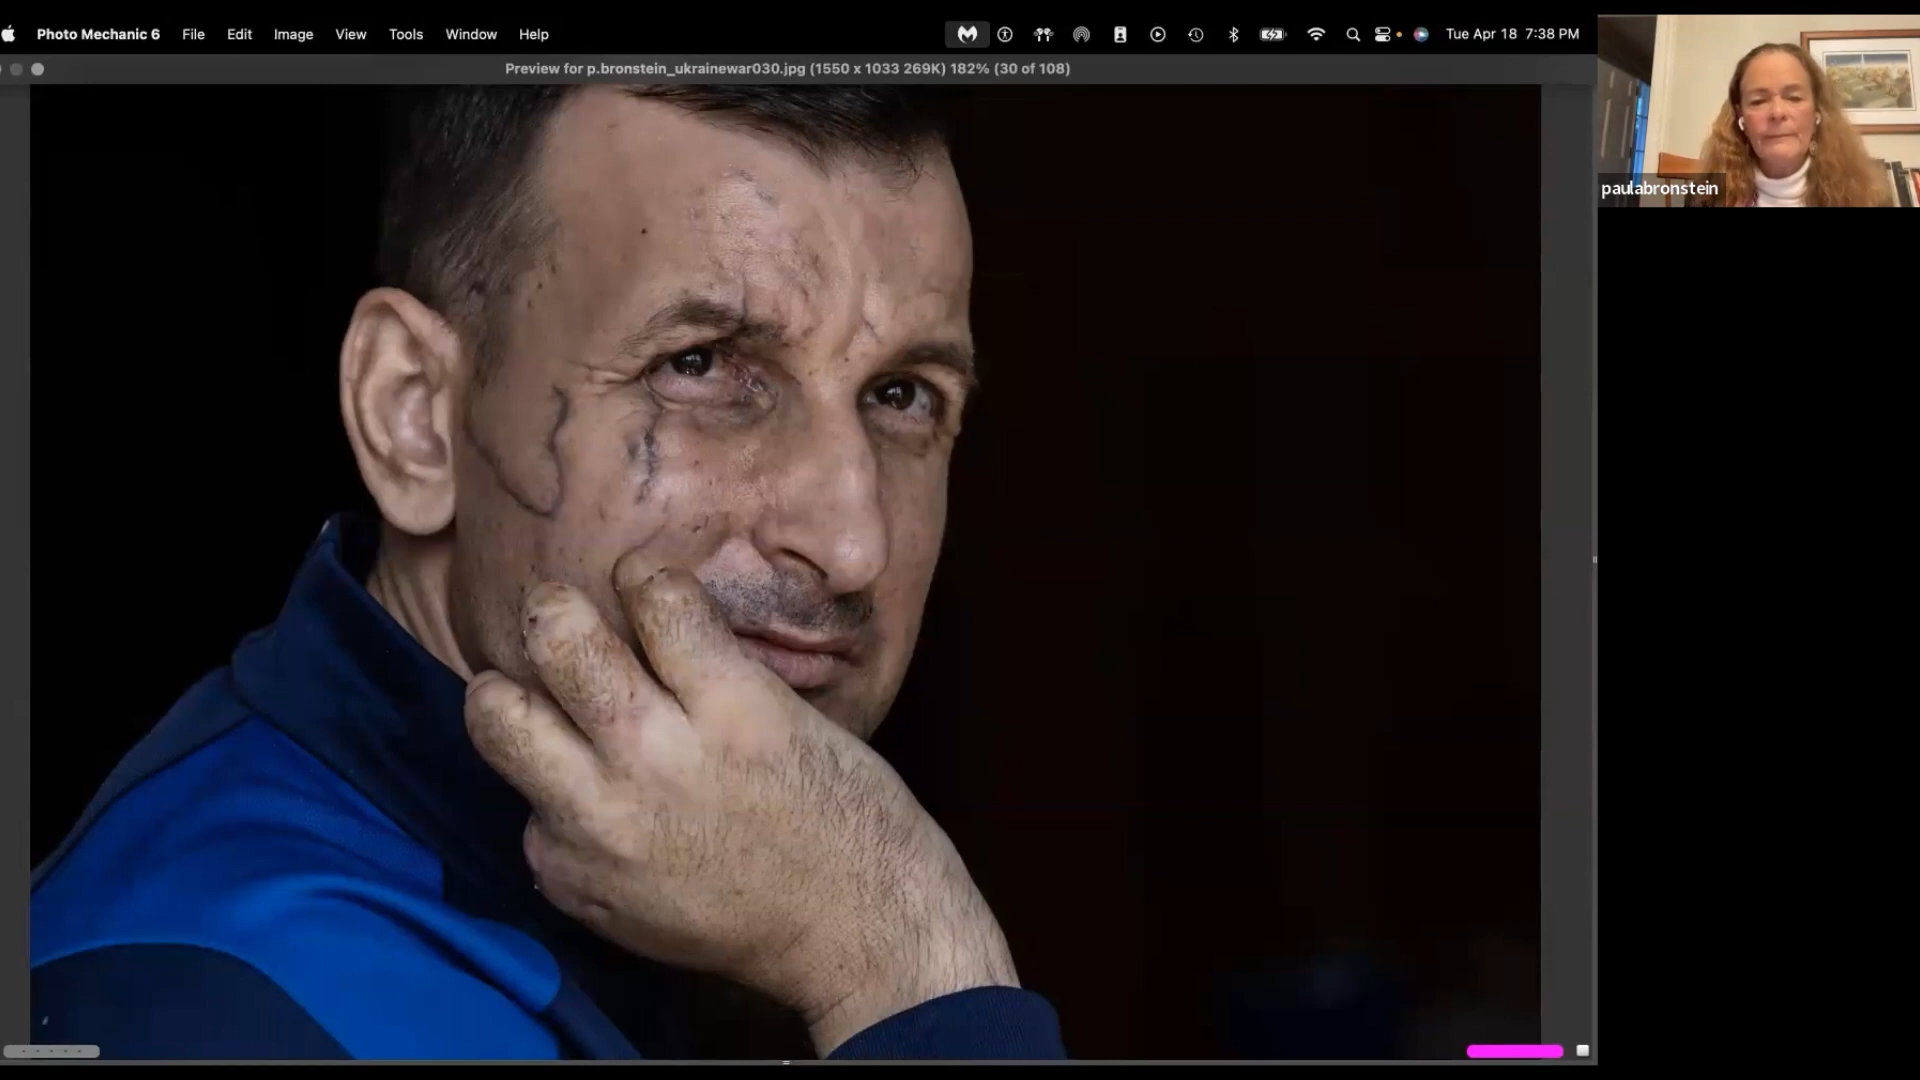 Photo Mechanic 6 File Edit Image View Tools Window Help Tue Apr 18 7:38 PM
Preview for p.bronstein_ukrainewar030.jpg (1550 x 1033 269K) 182% (30 of 108)
paulabronstein